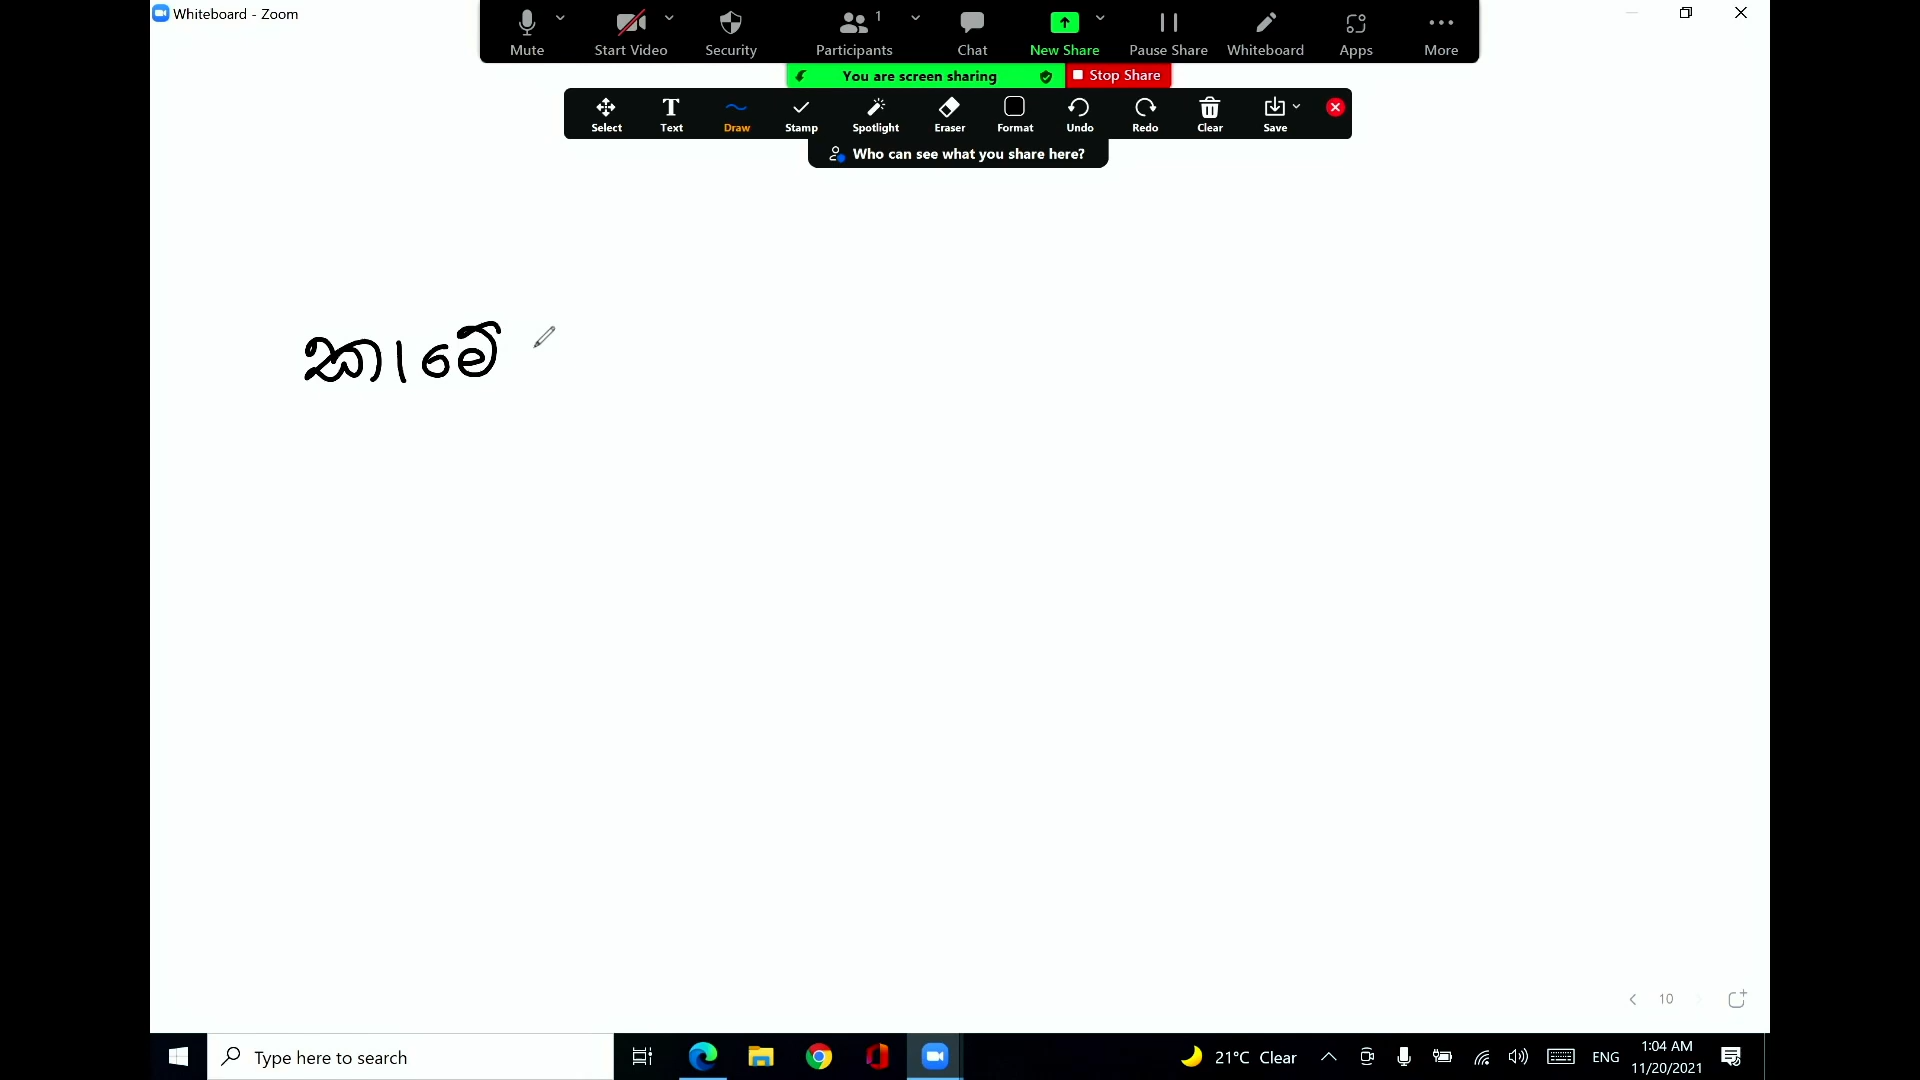 Whiteboard - Zoom
Mute
Start Video
Security
Participants
1
Chat
New Share
Pause Share
Whiteboard
Apps
More
You are screen sharing
Stop Share
Select
Text
Draw
Stamp
Spotlight
Eraser
Format
Undo
Redo
Clear
Save
Who can see what you share here?
කාමේ
10
Type here to search
21°C Clear
ENG
1:04 AM
11/20/2021